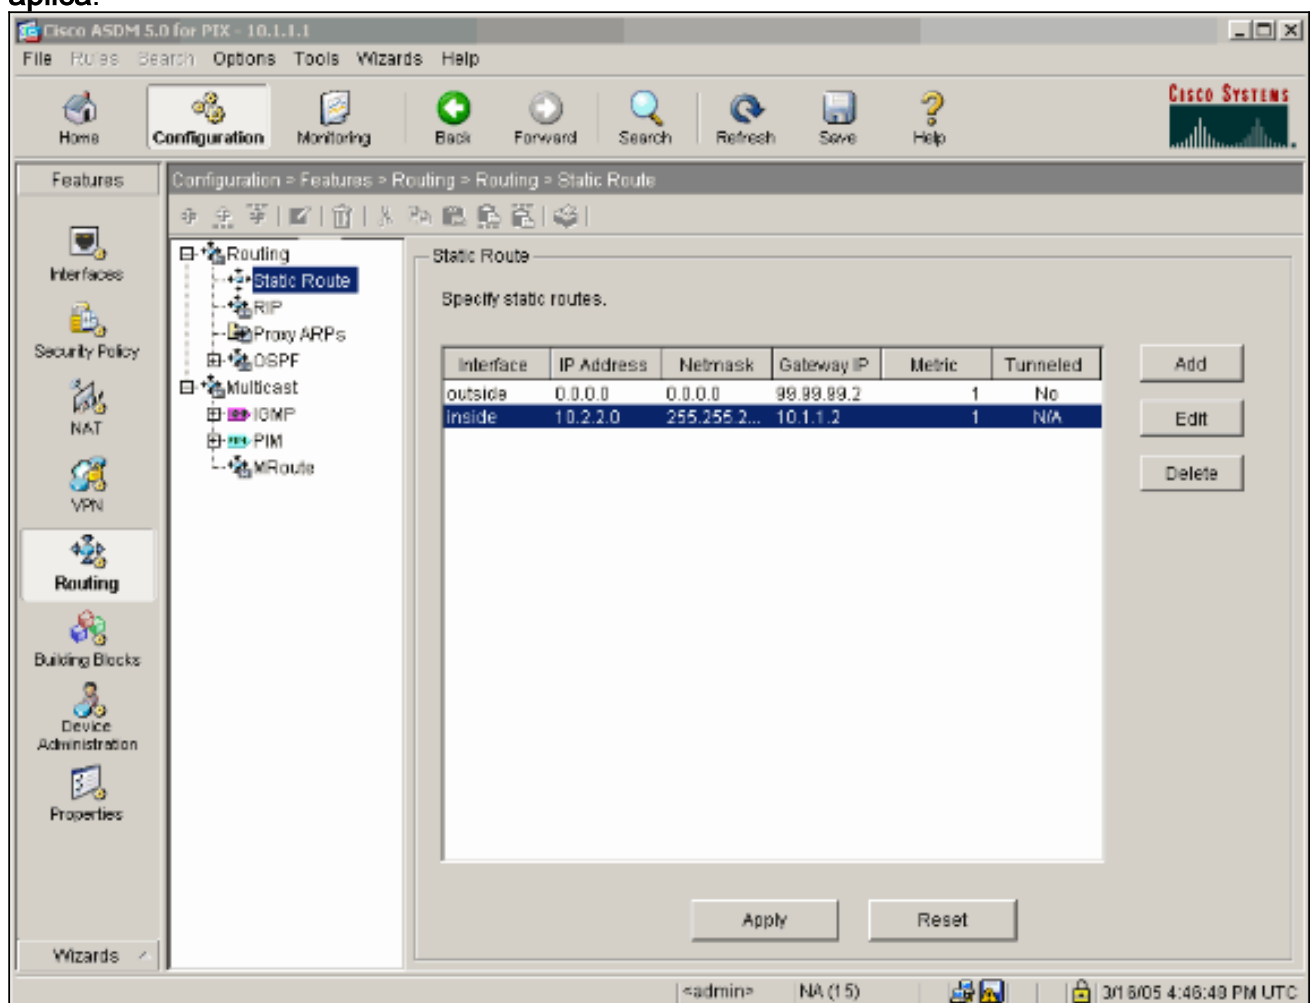 aplica.
Cisco ASDM 5.0 for PIX - 10.1.1.1
File Rules Search Options Tools Wizards Help
Home Configuration Monitoring Back Forward Search Refresh Save Help
CISCO SYSTEMS
Features
Configuration > Features > Routing > Routing > Static Route
Interfaces
Security Policy
NAT
VPN
Routing
Building Blocks
Device
Administration
Properties
Wizards
Routing
Static Route
RIP
Proxy ARPs
OSPF
Multicast
IGMP
PIM
MRoute
Static Route
Specify static routes.
Interface IP Address Netmask Gateway IP Metric Tunneled
outside 0.0.0.0 0.0.0.0 99.99.99.2 1 No
inside 10.2.2.0 255.255.2... 10.1.1.2 1 N/A
Add
Edit
Delete
Apply Reset
<admin> NA (15) 3/16/05 4:46:48 PM UTC